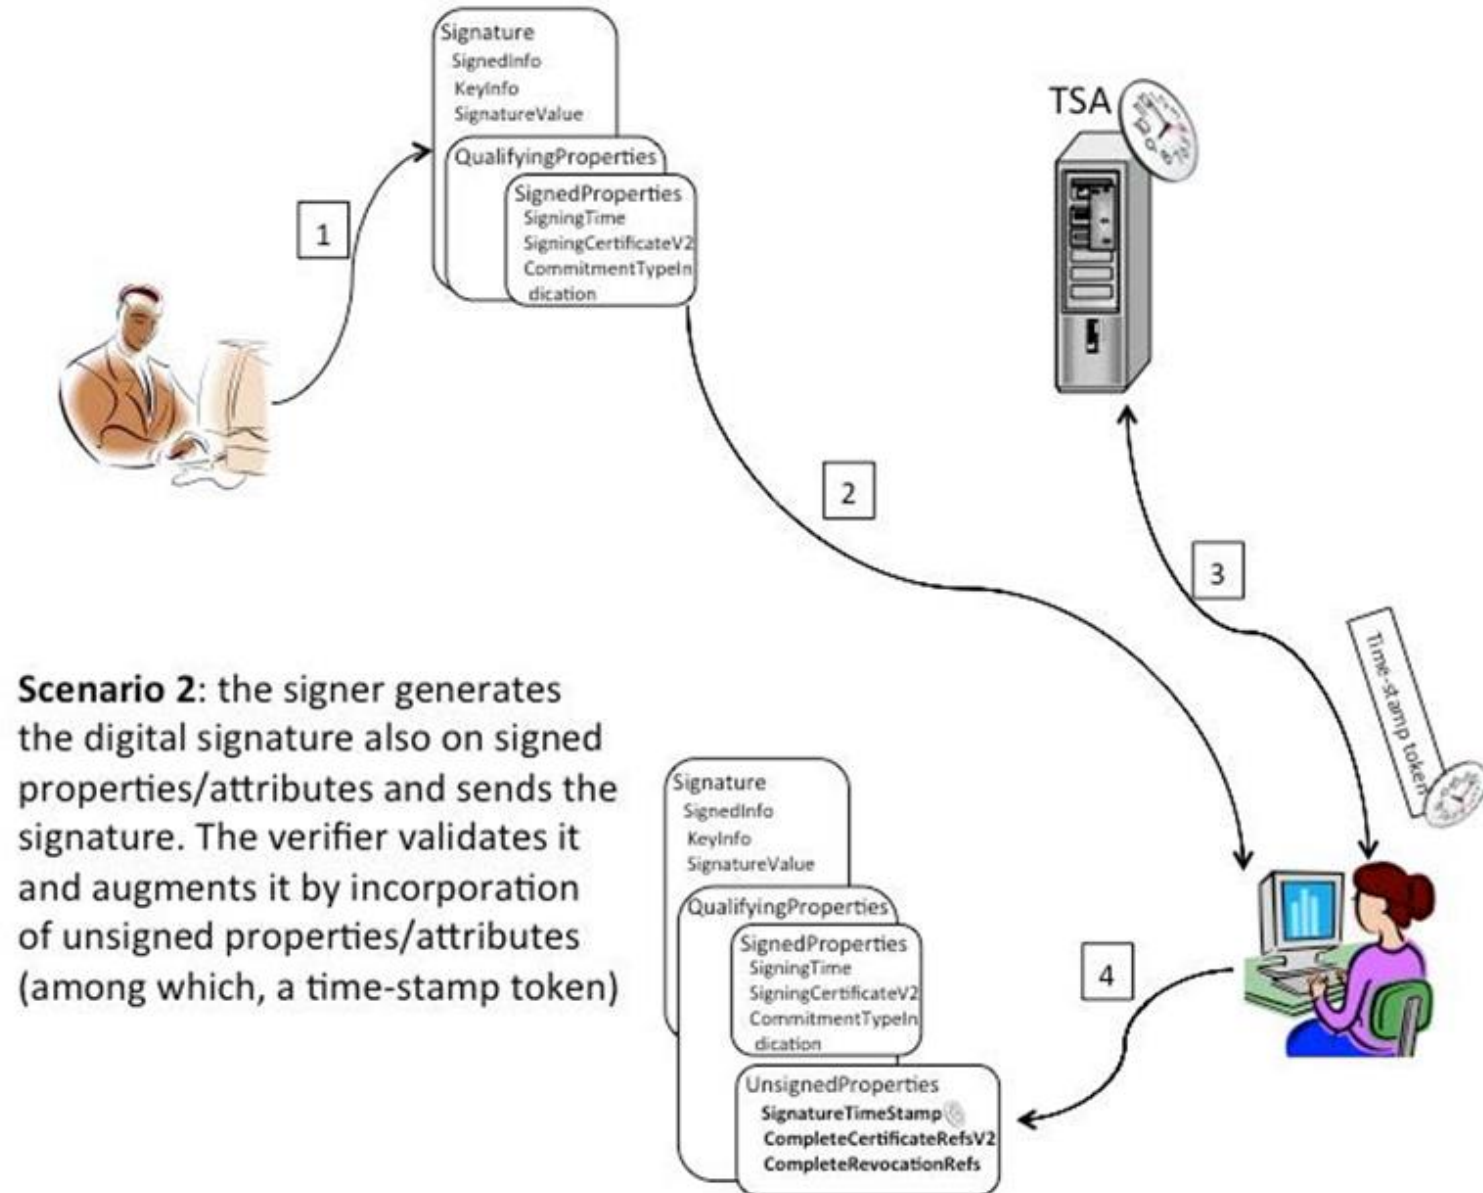 Signature
SignedInfo
KeyInfo
SignatureValue
QualifyingProperties
SignedProperties
SigningTime
SigningCertificateV2
CommitmentTypeIn
dication
1
TSA
2
3
Time-stamp token
Scenario 2: the signer generates
the digital signature also on signed
properties/attributes and sends the
signature. The verifier validates it
and augments it by incorporation
of unsigned properties/attributes
(among which, a time-stamp token)
Signature
SignedInfo
KeyInfo
SignatureValue
QualifyingProperties
SignedProperties
SigningTime
SigningCertificateV2
CommitmentTypeIn
dication
4
UnsignedProperties
SignatureTimeStamp
CompleteCertificateRefsV2
CompleteRevocationRefs